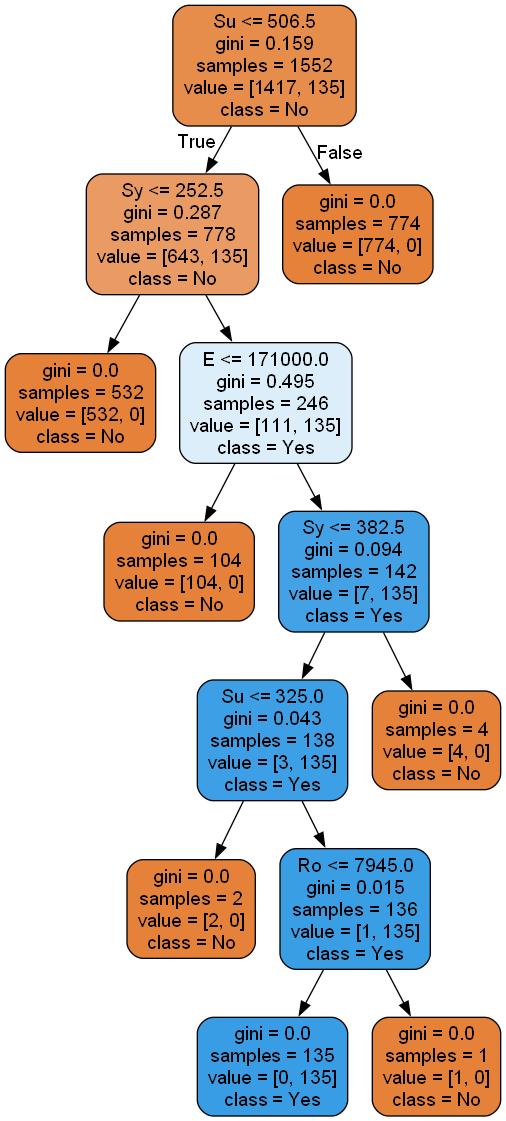 Su <= 506.5
gini = 0.159
samples = 1552
value = [1417, 135]
class = No
True
False
Sy <= 252.5
gini = 0.287
samples = 778
value = [643, 135]
class = No
gini = 0.0
samples = 774
value = [774, 0]
class = No
gini = 0.0
samples = 532
value = [532, 0]
class = No
E <= 171000.0
gini = 0.495
samples = 246
value = [111, 135]
class = Yes
gini = 0.0
samples = 104
value = [104, 0]
class = No
Sy <= 382.5
gini = 0.094
samples = 142
value = [7, 135]
class = Yes
Su <= 325.0
gini = 0.043
samples = 138
value = [3, 135]
class = Yes
gini = 0.0
samples = 4
value = [4, 0]
class = No
gini = 0.0
samples = 2
value = [2, 0]
class = No
Ro <= 7945.0
gini = 0.015
samples = 136
value = [1, 135]
class = Yes
gini = 0.0
samples = 135
value = [0, 135]
class = Yes
gini = 0.0
samples = 1
value = [1, 0]
class = No